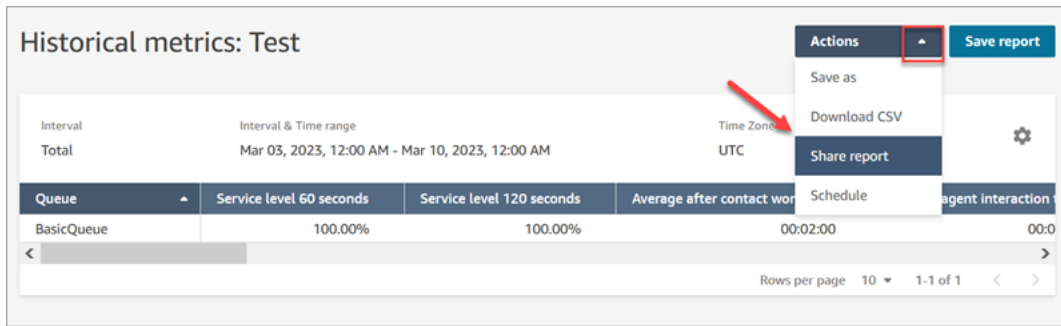 Historical metrics: Test
Actions
Save report
Save as
Download CSV
Share report
Schedule
Interval
Interval & Time range
Time Zone
Total
Mar 03, 2023, 12:00 AM - Mar 10, 2023, 12:00 AM
UTC
Queue Service level 60 seconds Service level 120 seconds Average after contact agent interaction
BasicQueue 100.00% 100.00% 00:02:00 00:0
Rows per page 10 1-1 of 1